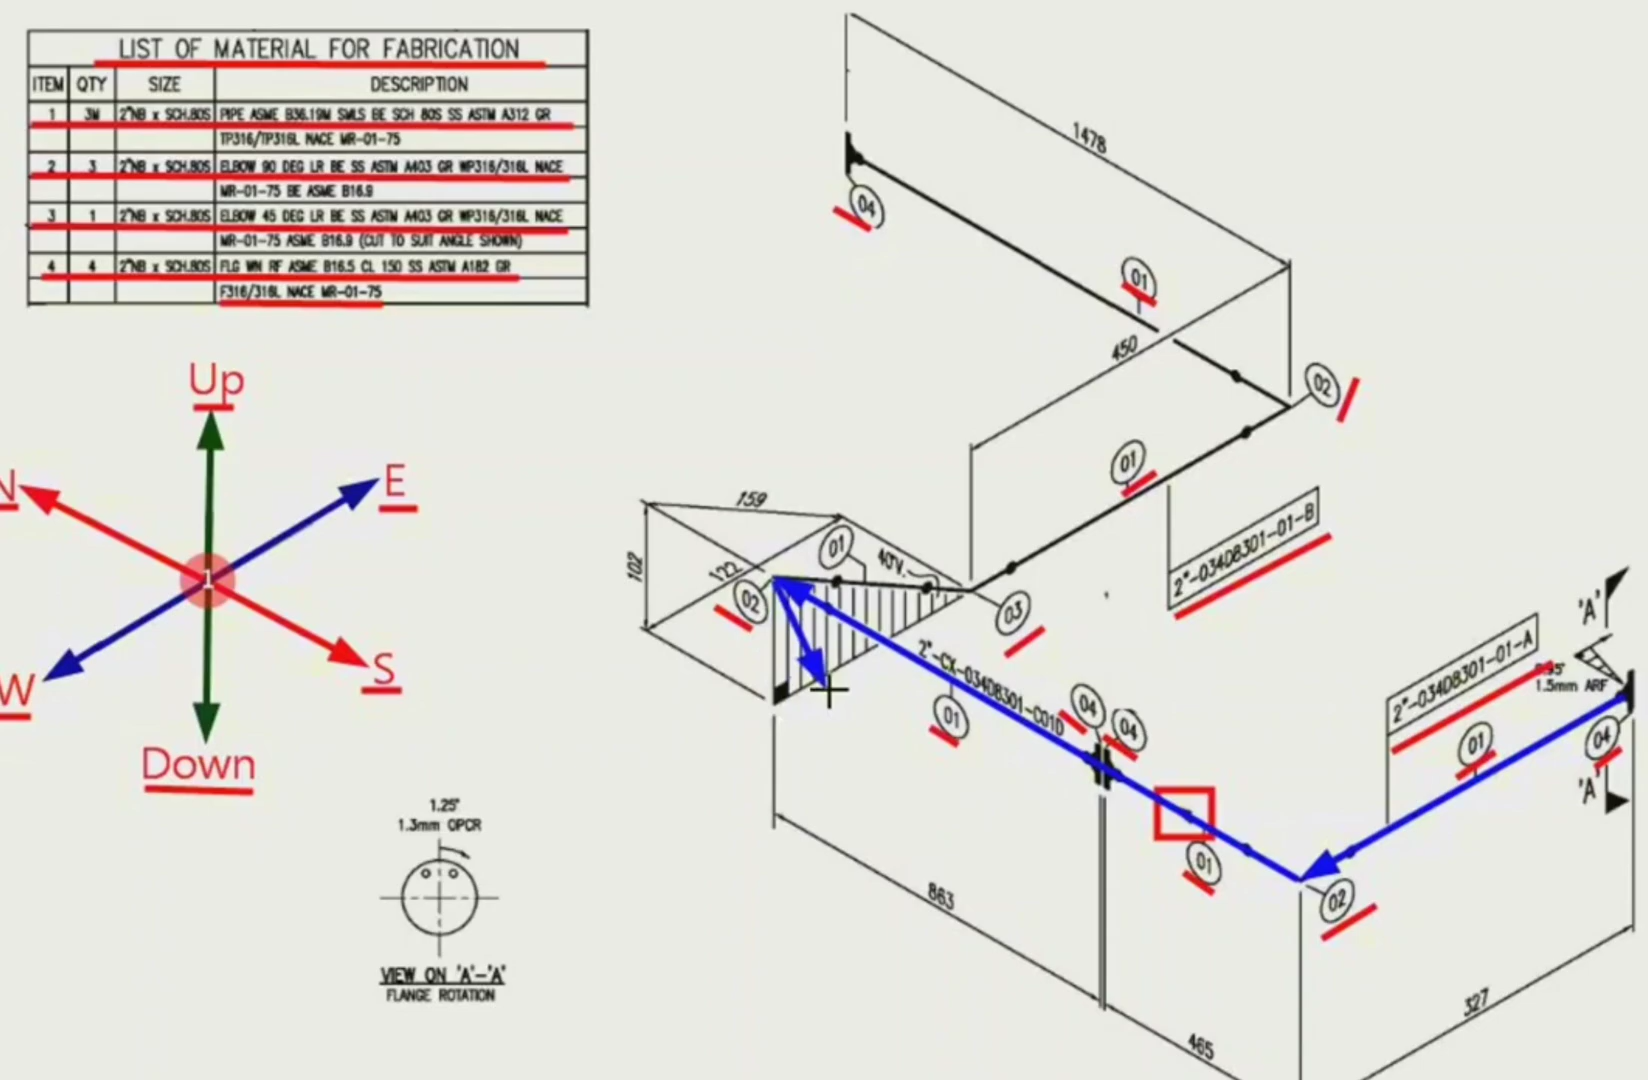 LIST OF MATERIAL FOR FABRICATION
ITEM QTY SIZE DESCRIPTION
1 3M 2"NB x SCH.80S PIPE ASME B36.19M SMLS BE SCH 80S SS ASTM A312 GR
TP316/TP316L NACE MR-01-75
2 3 2"NB x SCH.80S ELBOW 90 DEG LR BE SS ASTM A403 GR WP316/316L NACE
MR-01-75 BE ASME B16.9
3 1 2"NB x SCH.80S ELBOW 45 DEG LR BE SS ASTM A403 GR WP316/316L NACE
MR-01-75 ASME B16.9 (CUT TO SUIT ANGLE SHOWN)
4 4 2"NB x SCH.80S FLG WN RF ASME B16.5 CL 150 SS ASTM A182 GR
F316/316L NACE MR-01-75
Up
N
E
W
S
Down
1
1478
04
01
450
02
01
2"-034D8301-01-B
159
102
122
01
40V.
02
03
2"-CX-034D8301-C01D
01
04
04
2"-034D8301-01-A
'A'
1.5mm ARF
01
04
'A'
01
02
863
465
327
1.25°
1.3mm OPCR
VIEW ON 'A'-'A'
FLANGE ROTATION